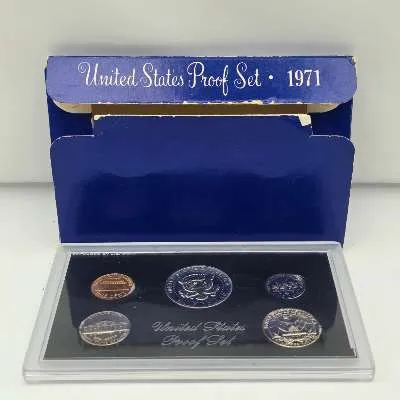 United States Proof Set · 1971
United States
Proof Set